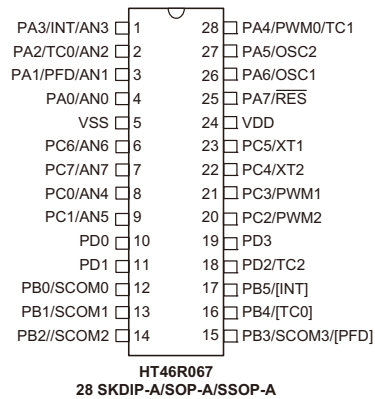 PA3/INT/AN3 1 28 PA4/PWM0/TC1
PA2/TC0/AN2 2 27 PA5/OSC2
PA1/PFD/AN1 3 26 PA6/OSC1
PA0/AN0 4 25 PA7/RES
VSS 5 24 VDD
PC6/AN6 6 23 PC5/XT1
PC7/AN7 7 22 PC4/XT2
PC0/AN4 8 21 PC3/PWM1
PC1/AN5 9 20 PC2/PWM2
PD0 10 19 PD3
PD1 11 18 PD2/TC2
PB0/SCOM0 12 17 PB5/[INT]
PB1/SCOM1 13 16 PB4/[TC0]
PB2//SCOM2 14 15 PB3/SCOM3/[PFD]
HT46R067
28 SKDIP-A/SOP-A/SSOP-A